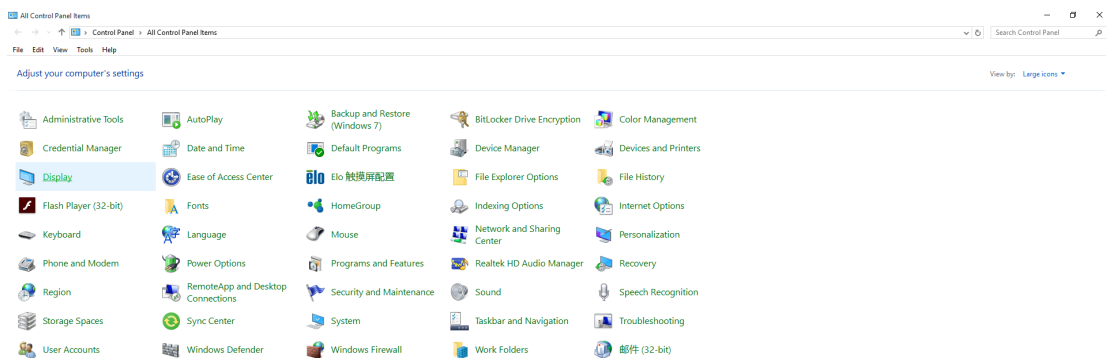 All Control Panel Items
Control Panel > All Control Panel Items
Search Control Panel
File Edit View Tools Help
Adjust your computer's settings
View by: Large icons
Administrative Tools
AutoPlay
Backup and Restore
(Windows 7)
BitLocker Drive Encryption
Color Management
Credential Manager
Date and Time
Default Programs
Device Manager
Devices and Printers
Display
Ease of Access Center
elo
Elo 触摸屏配置
File Explorer Options
File History
Flash Player (32-bit)
Fonts
HomeGroup
Indexing Options
Internet Options
Keyboard
Language
Mouse
Network and Sharing
Center
Personalization
Phone and Modem
Power Options
Programs and Features
Realtek HD Audio Manager
Recovery
Region
RemoteApp and Desktop
Connections
Security and Maintenance
Sound
Speech Recognition
Storage Spaces
Sync Center
System
Taskbar and Navigation
Troubleshooting
User Accounts
Windows Defender
Windows Firewall
Work Folders
邮件 (32-bit)